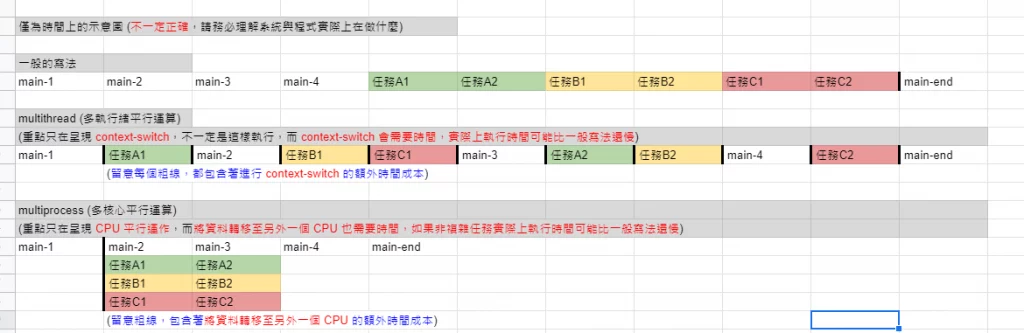 僅為時間上的示意圖 (不一定正確，請務必理解系統與程式實際上在做什麼)
一般的寫法
main-1 main-2 main-3 main-4 任務A1 任務A2 任務B1 任務B2 任務C1 任務C2 main-end
multithread (多執行緒平行運算)
(重點只在呈現 context-switch，不一定是這樣執行，而 context-switch 會需要時間，實際上執行時間可能比一般寫法還慢)
main-1 任務A1 main-2 任務B1 任務C1 main-3 任務A2 任務B2 main-4 任務C2 main-end
(留意每個粗線，都包含著進行 context-switch 的額外時間成本)
multiprocess (多核心平行運算)
(重點只在呈現 CPU 平行運作，而將資料轉移至另外一個 CPU 也需要時間，如果非複雜任務實際上執行時間可能比一般寫法還慢)
main-1 main-2 main-3 main-4 main-end
任務A1 任務A2
任務B1 任務B2
任務C1 任務C2
(留意粗線，包含著將資料轉移至另外一個 CPU 的額外時間成本)